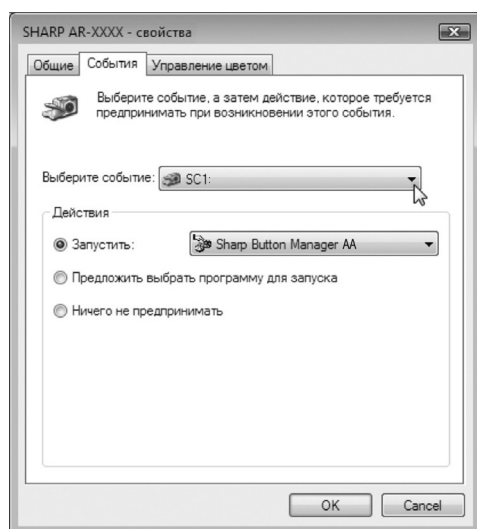 SHARP AR-XXXX - свойства
Общие События Управление цветом
Выберите событие, а затем действие, которое требуется
предпринимать при возникновении этого события.
Выберите событие: SC1:
Действия
Запустить: Sharp Button Manager AA
Предложить выбрать программу для запуска
Ничего не предпринимать
OK Cancel